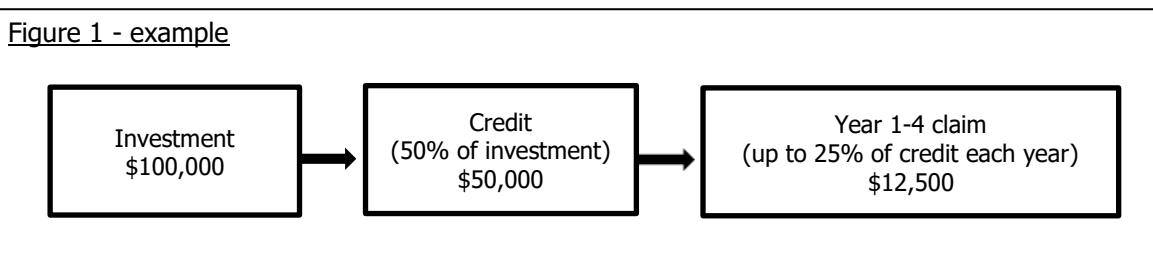 Figure 1 - example
Investment
$100,000
Credit
(50% of investment)
$50,000
Year 1-4 claim
(up to 25% of credit each year)
$12,500